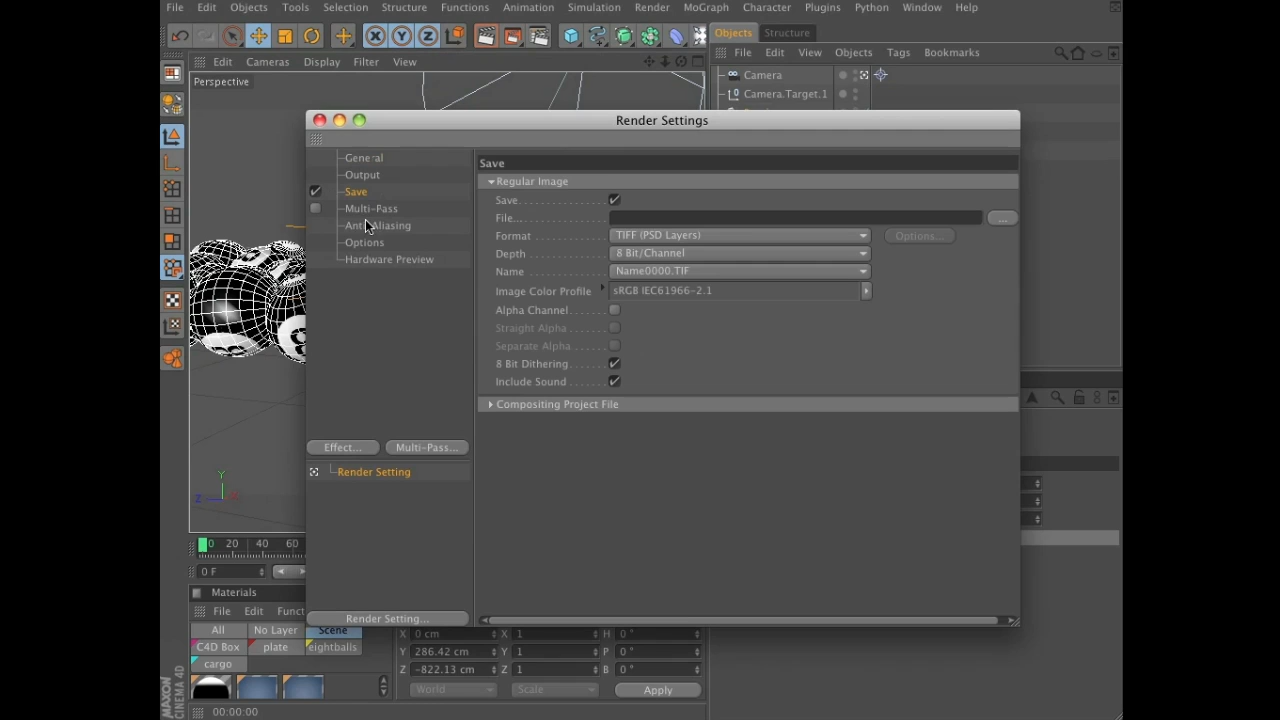 File Edit Objects Tools Selection Structure Functions Animation Simulation Render MoGraph Character Plugins Python Window Help
Objects Structure
Edit Cameras Display Filter View
File Edit View Objects Tags Bookmarks
Perspective
Camera
Camera.Target.1
Render Settings
General
Output
Save
Multi-Pass
Anti-Aliasing
Options
Hardware Preview
Effect... Multi-Pass...
Render Setting
Render Setting...
Save
Regular Image
Save
File... ...
Format TIFF (PSD Layers) Options...
Depth 8 Bit/Channel
Name Name0000.TIF
Image Color Profile sRGB IEC61966-2.1
Alpha Channel
Straight Alpha
Separate Alpha
8 Bit Dithering
Include Sound
Compositing Project File
Y
Z
0 20 40 60
0 F
Materials
File Edit Funct
All No Layer Scene
C4D Box plate eightballs
cargo
X 0 cm X 1 H 0 °
Y 286.42 cm Y 1 P 0 °
Z -822.13 cm Z 1 B 0 °
World Scale Apply
00:00:00
MAXON
CINEMA 4D